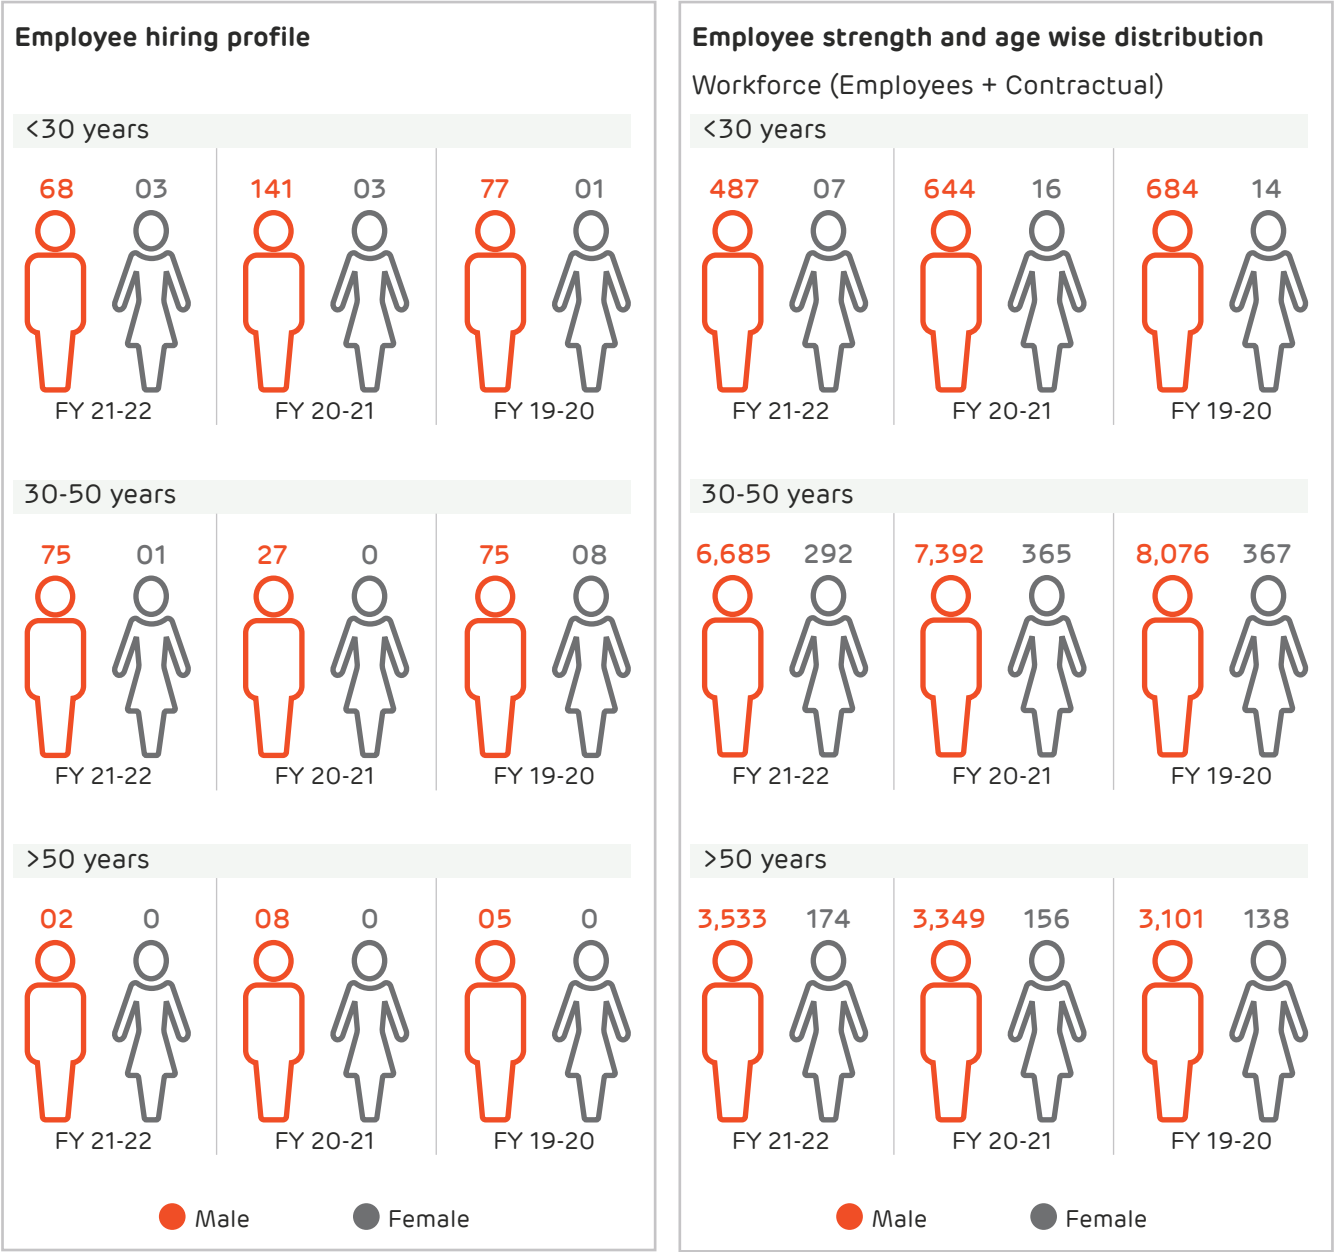 Employee hiring profile
<30 years
68 03 141 03 77 01
FY 21-22 FY 20-21 FY 19-20
30-50 years
75 01 27 0 75 08
FY 21-22 FY 20-21 FY 19-20
>50 years
02 0 08 0 05 0
FY 21-22 FY 20-21 FY 19-20
Male Female
Employee strength and age wise distribution
Workforce (Employees + Contractual)
<30 years
487 07 644 16 684 14
FY 21-22 FY 20-21 FY 19-20
30-50 years
6,685 292 7,392 365 8,076 367
FY 21-22 FY 20-21 FY 19-20
>50 years
3,533 174 3,349 156 3,101 138
FY 21-22 FY 20-21 FY 19-20
Male Female